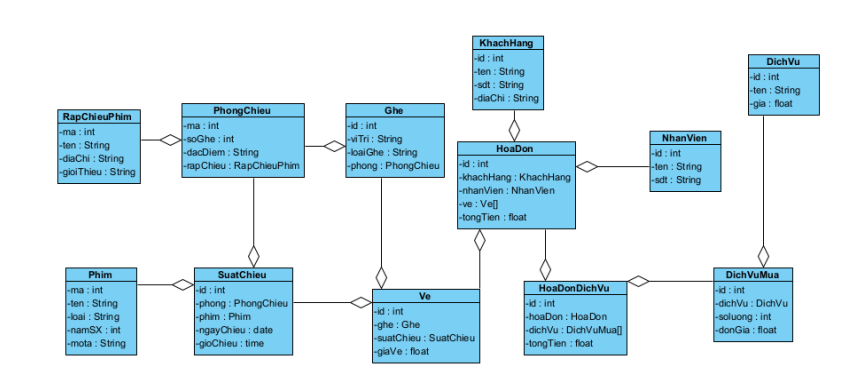 KhachHang
-id : int
-ten : String
-sdt : String
-diaChi : String
DichVu
-id : int
-ten : String
-gia : float
RapChieuPhim
-ma : int
-ten : String
-diaChi : String
-gioiThieu : String
PhongChieu
-ma : int
-soGhe : int
-dacDiem : String
-rapChieu : RapChieuPhim
Ghe
-id : int
-viTri : String
-loaiGhe : String
-phong : PhongChieu
HoaDon
-id : int
-khachHang : KhachHang
-nhanVien : NhanVien
-ve : Ve[]
-tongTien : float
NhanVien
-id : int
-ten : String
-sdt : String
Phim
-ma : int
-ten : String
-loai : String
-namSX : int
-mota : String
SuatChieu
-id : int
-phong : PhongChieu
-phim : Phim
-ngayChieu : date
-gioChieu : time
Ve
-id : int
-ghe : Ghe
-suatChieu : SuatChieu
-giaVe : float
HoaDonDichVu
-id : int
-hoaDon : HoaDon
-dichVu : DichVuMua[]
-tongTien : float
DichVuMua
-id : int
-dichVu : DichVu
-soluong : int
-donGia : float